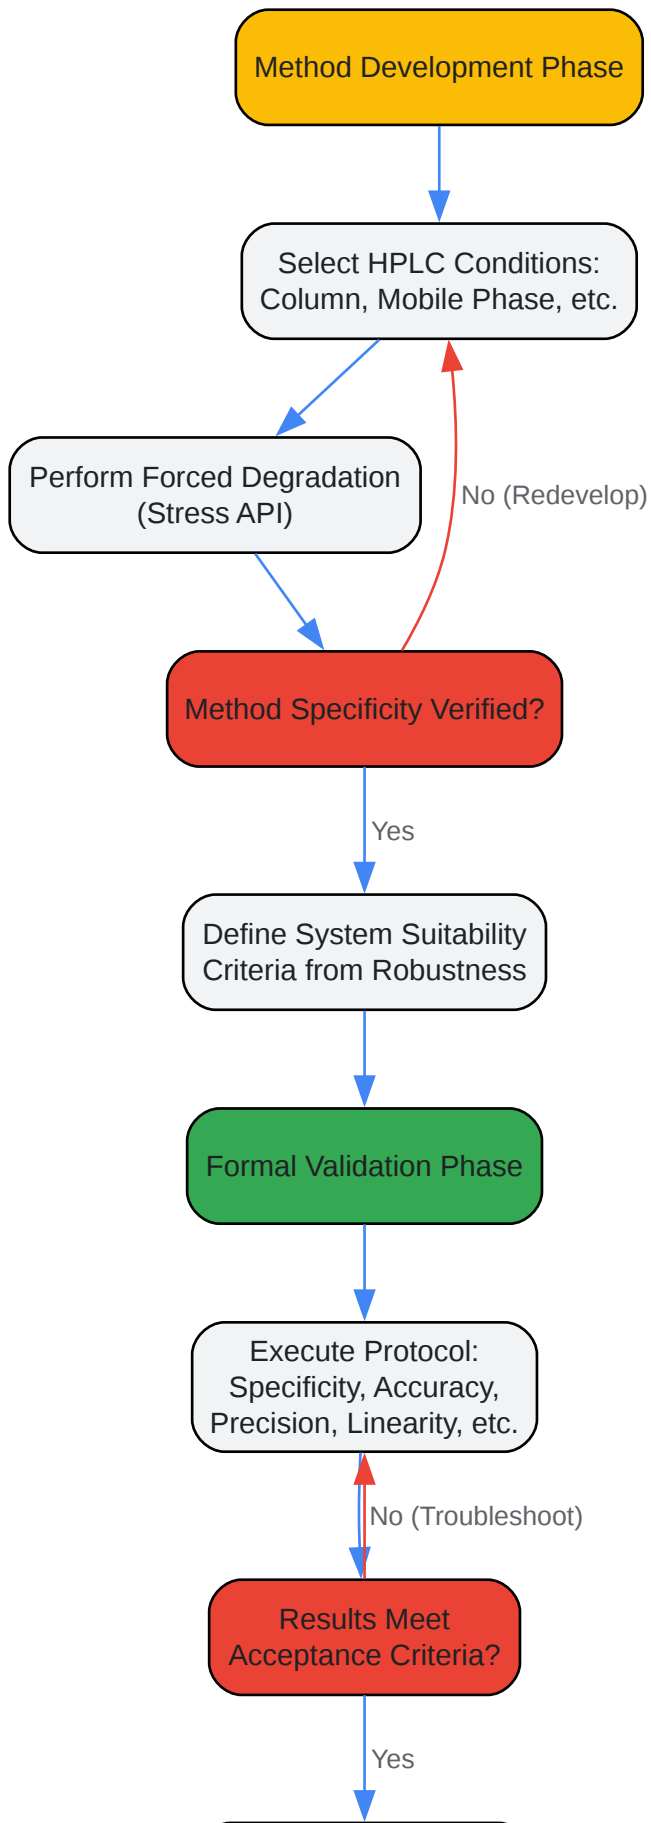 Method Development Phase
Select HPLC Conditions:
Column, Mobile Phase, etc.
Perform Forced Degradation
(Stress API)
No (Redevelop)
Method Specificity Verified?
Yes
Define System Suitability
Criteria from Robustness
Formal Validation Phase
Execute Protocol:
Specificity, Accuracy,
Precision, Linearity, etc.
No (Troubleshoot)
Results Meet
Acceptance Criteria?
Yes